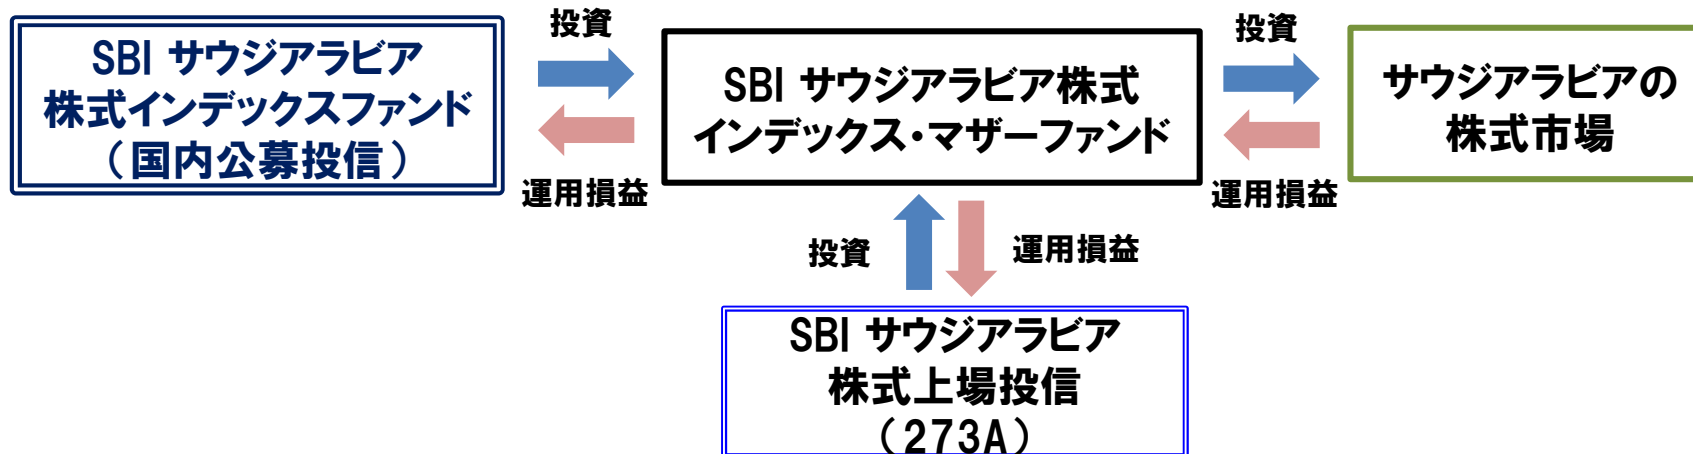 投資
SBI サウジアラビア
株式インデックスファンド
（国内公募投信）
運用損益
SBI サウジアラビア株式
インデックス・マザーファンド
投資
サウジアラビアの
株式市場
運用損益
投資
運用損益
SBI サウジアラビア
株式上場投信
（273A）